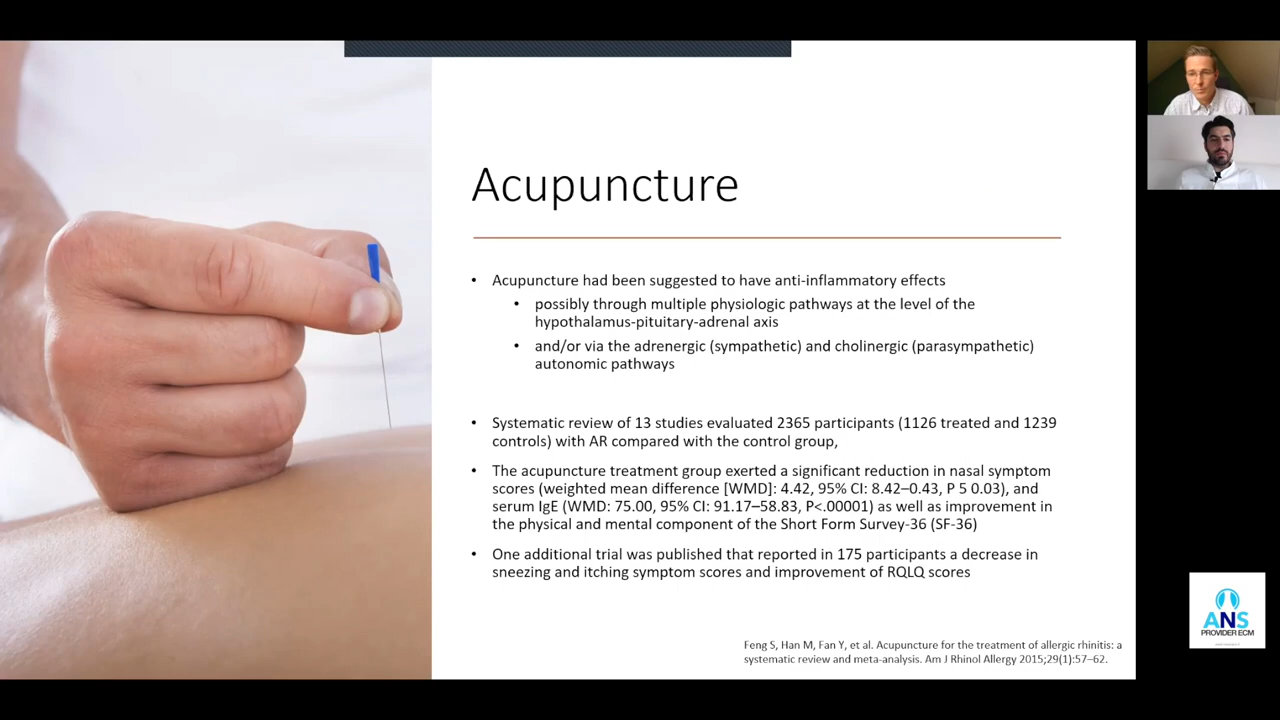 Acupuncture
• Acupuncture had been suggested to have anti-inflammatory effects
• possibly through multiple physiologic pathways at the level of the
hypothalamus-pituitary-adrenal axis
• and/or via the adrenergic (sympathetic) and cholinergic (parasympathetic)
autonomic pathways
• Systematic review of 13 studies evaluated 2365 participants (1126 treated and 1239
controls) with AR compared with the control group,
• The acupuncture treatment group exerted a significant reduction in nasal symptom
scores (weighted mean difference [WMD]: 4.42, 95% CI: 8.42–0.43, P 5 0.03), and
serum IgE (WMD: 75.00, 95% CI: 91.17–58.83, P<.00001) as well as improvement in
the physical and mental component of the Short Form Survey-36 (SF-36)
• One additional trial was published that reported in 175 participants a decrease in
sneezing and itching symptom scores and improvement of RQLQ scores
Feng S, Han M, Fan Y, et al. Acupuncture for the treatment of allergic rhinitis: a
systematic review and meta-analysis. Am J Rhinol Allergy 2015;29(1):57–62.
ANS
PROVIDER ECM